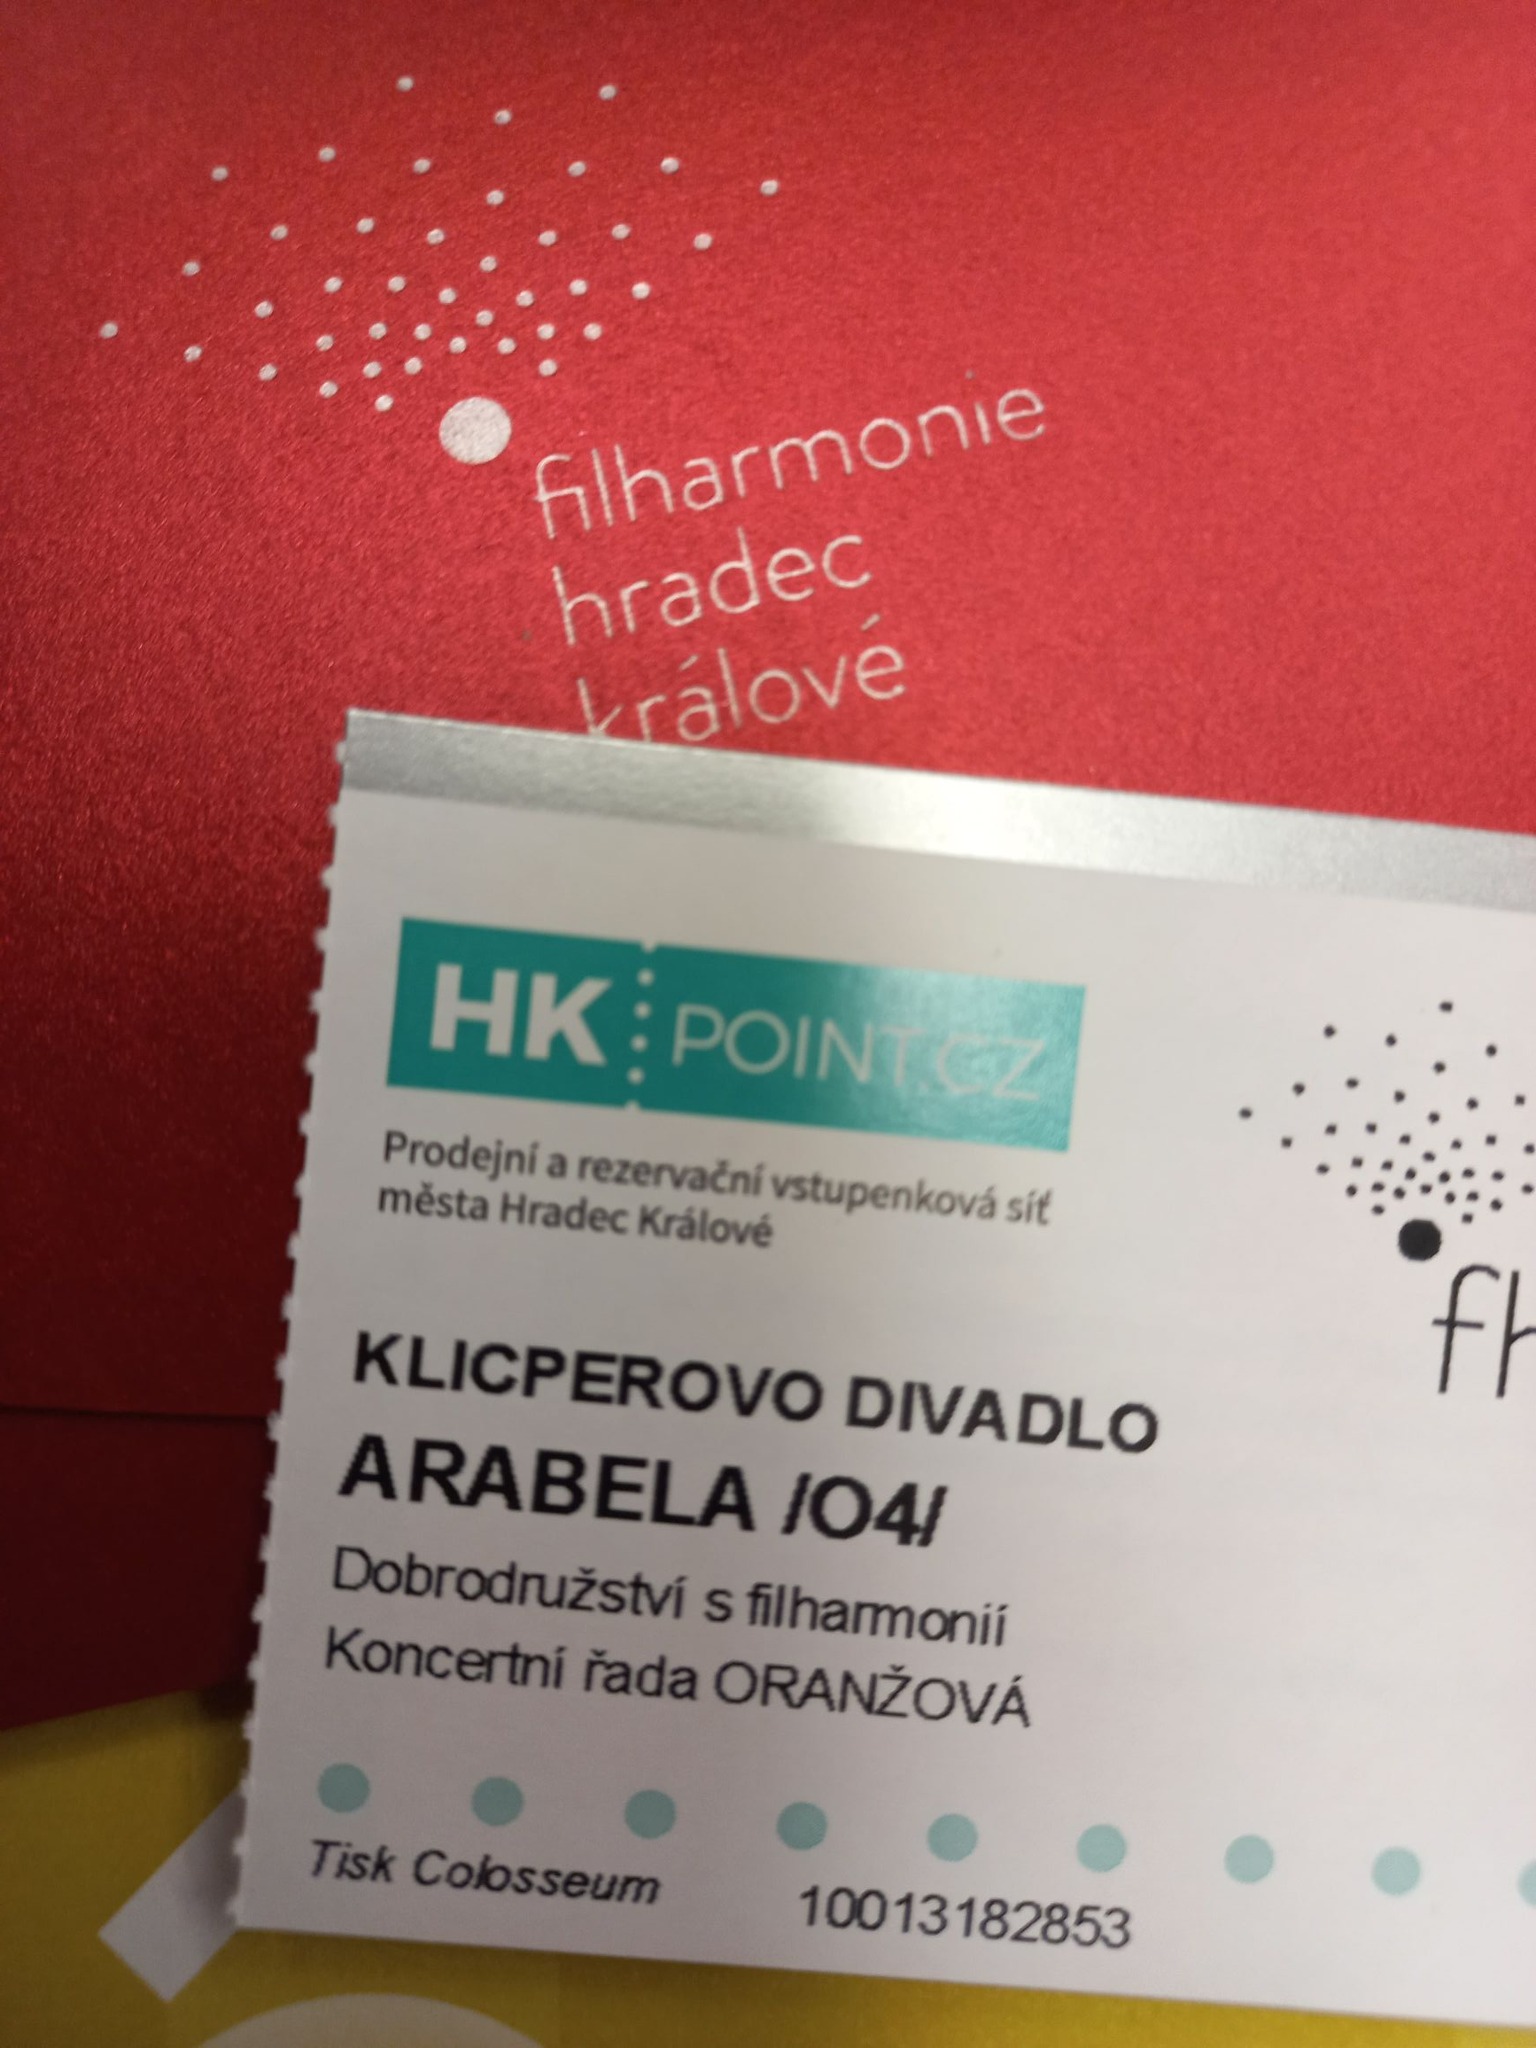 filharmonie
hradec
králové
HK POINT.CZ
Prodejní a rezervační vstupenková síť
města Hradec Králové
fh
KLICPEROVO DIVADLO
ARABELA /O4/
Dobrodružství s filharmonií
Koncertní řada ORANŽOVÁ
Tisk Colosseum 10013182853